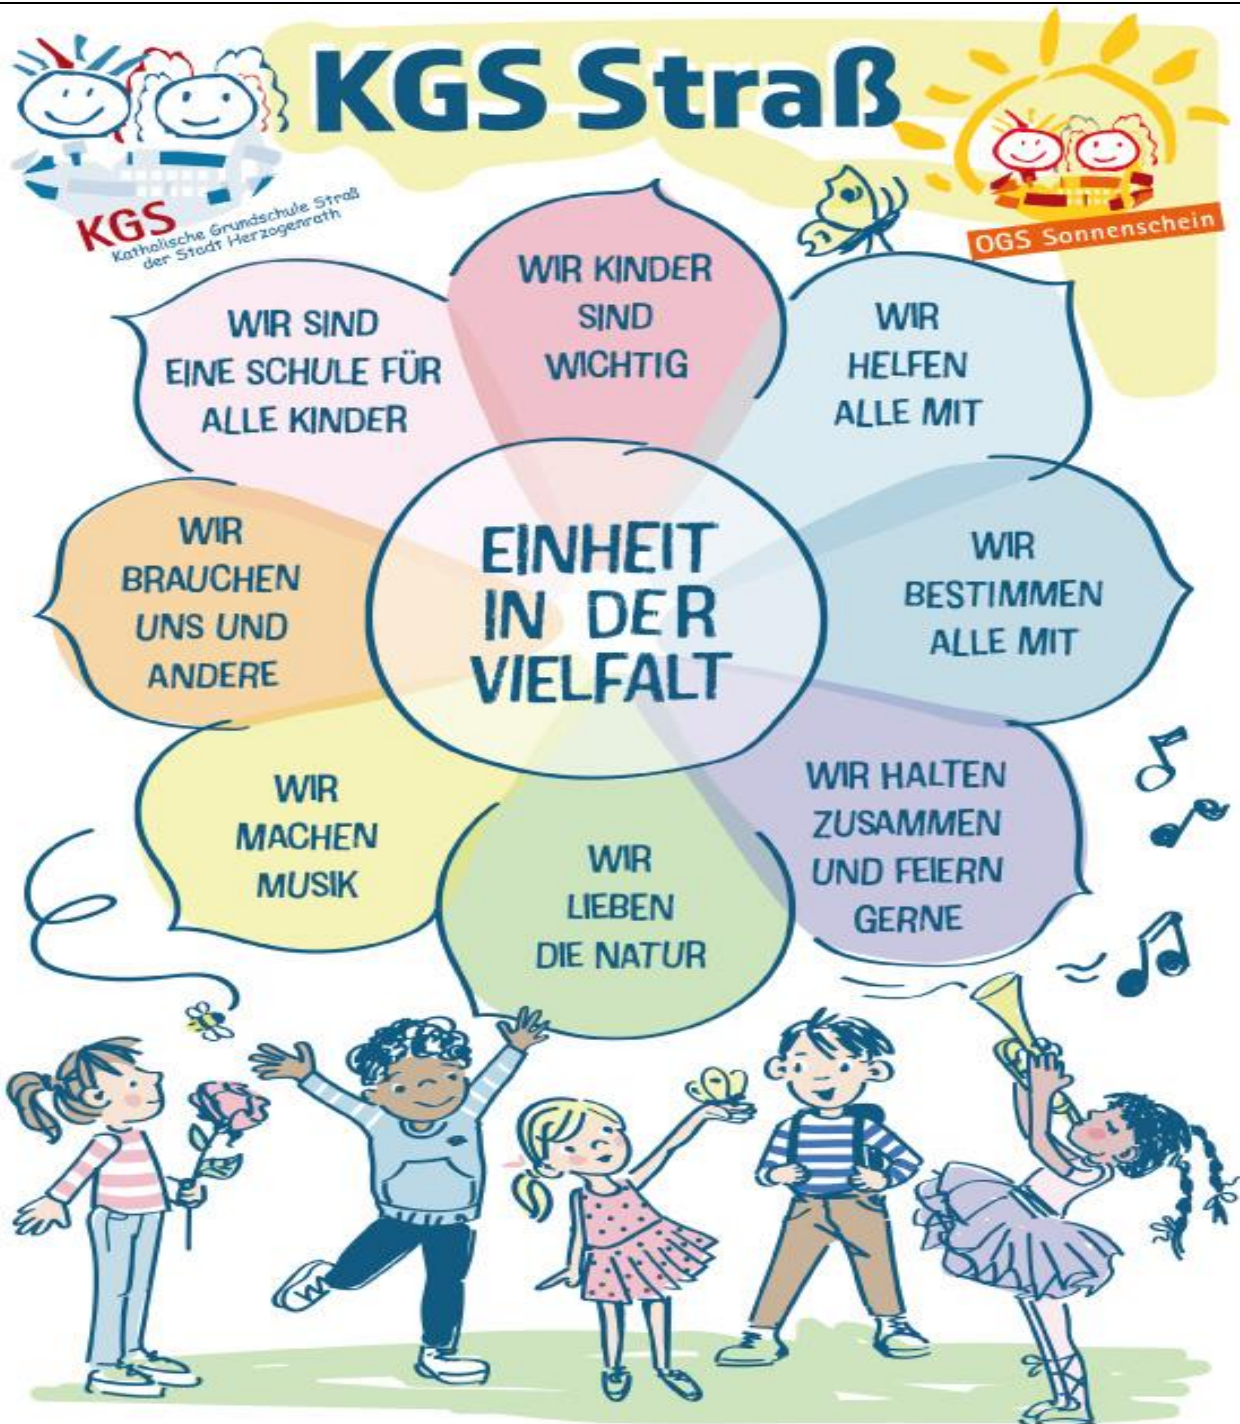 KGS Straß
KGS
Katholische Grundschule Straß
der Stadt Herzogenrath
OGS Sonnenschein
WIR KINDER
SIND
WICHTIG
WIR
HELFEN
ALLE MIT
WIR
BESTIMMEN
ALLE MIT
WIR HALTEN
ZUSAMMEN
UND FEIERN
GERNE
WIR
LIEBEN
DIE NATUR
WIR
MACHEN
MUSIK
WIR
BRAUCHEN
UNS UND
ANDERE
WIR SIND
EINE SCHULE FÜR
ALLE KINDER
EINHEIT
IN DER
VIELFALT